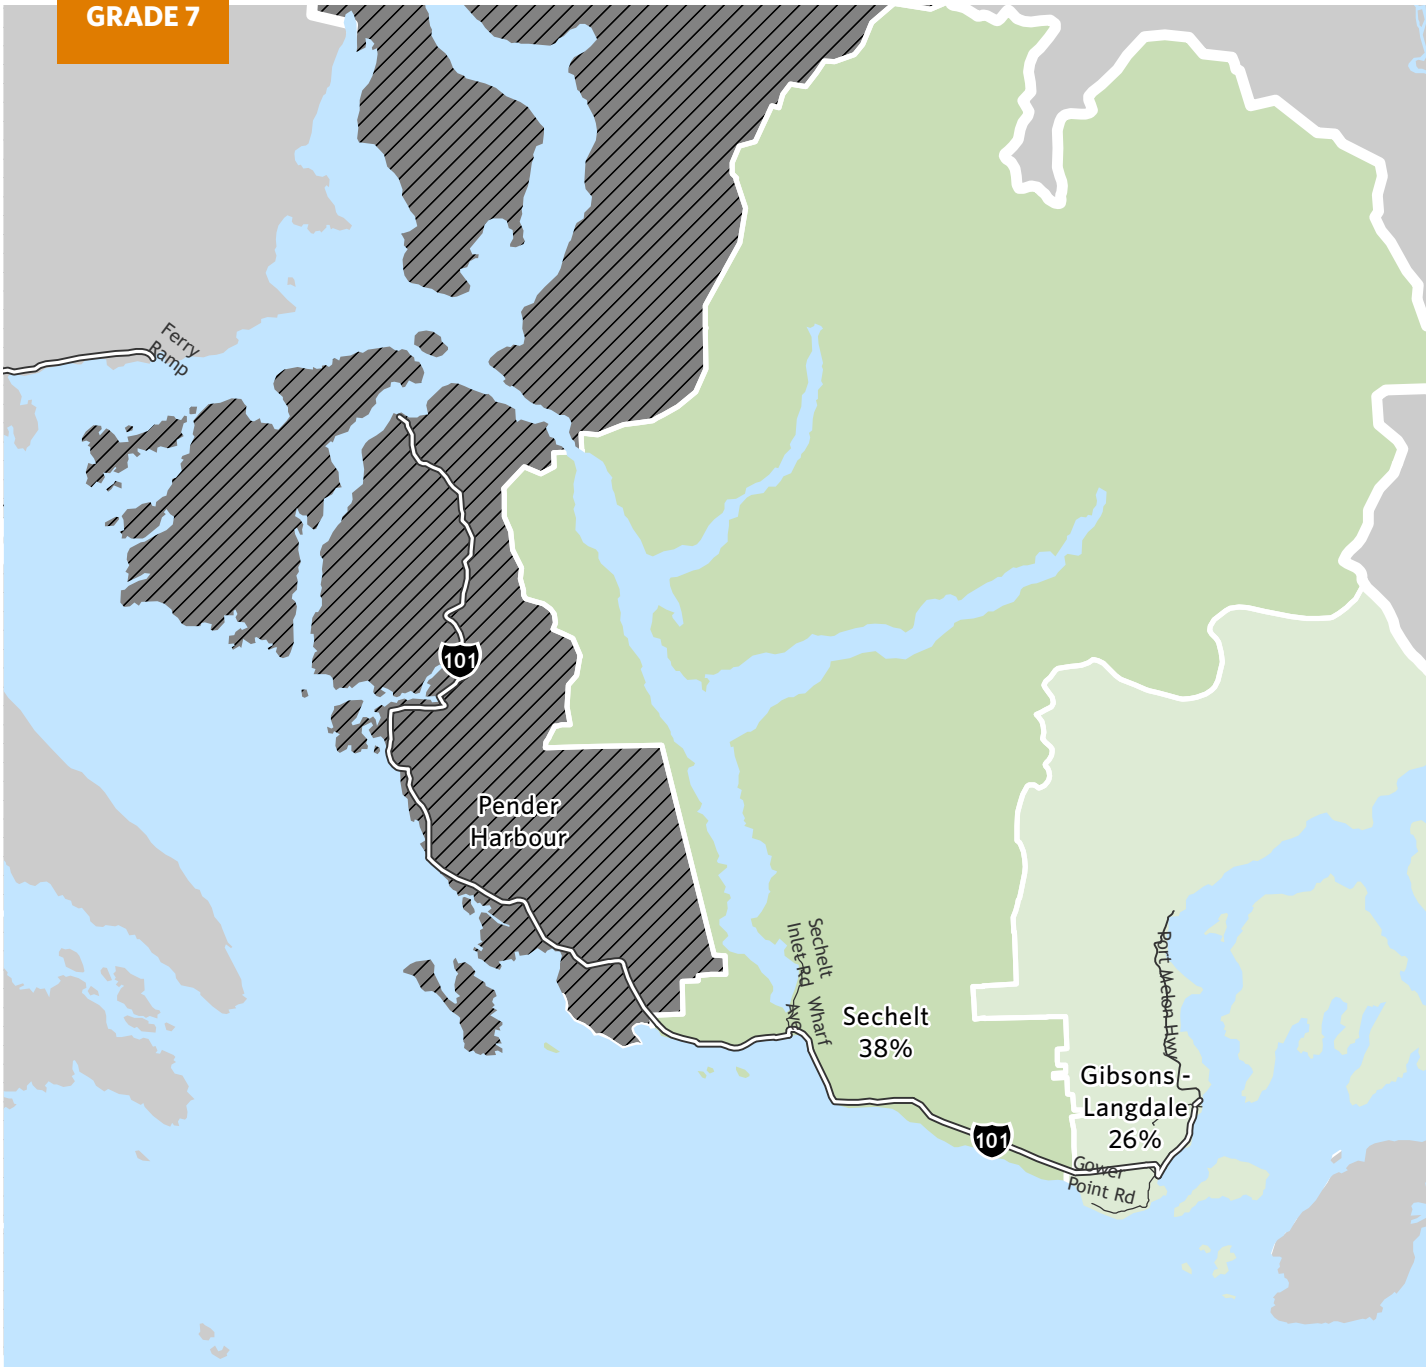 GRADE 7
Ferry
Ramp
101
Pender
Harbour
Sechelt
Inlet Rd
Wharf
Ave
Sechelt
38%
Port Mellon Hwy
Gibsons -
Langdale
26%
101
Gower
Point Rd